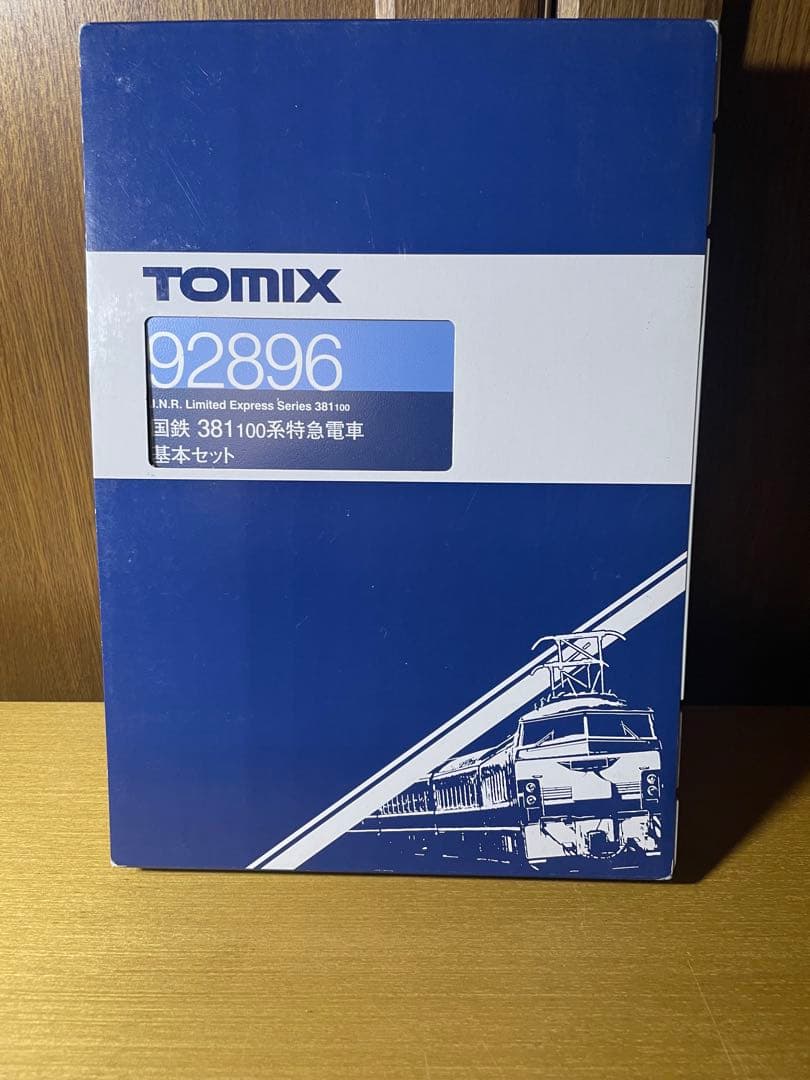 TOMIX
92896
J.N.R. Limited Express Series 381100
国鉄 381100系特急電車
基本セット